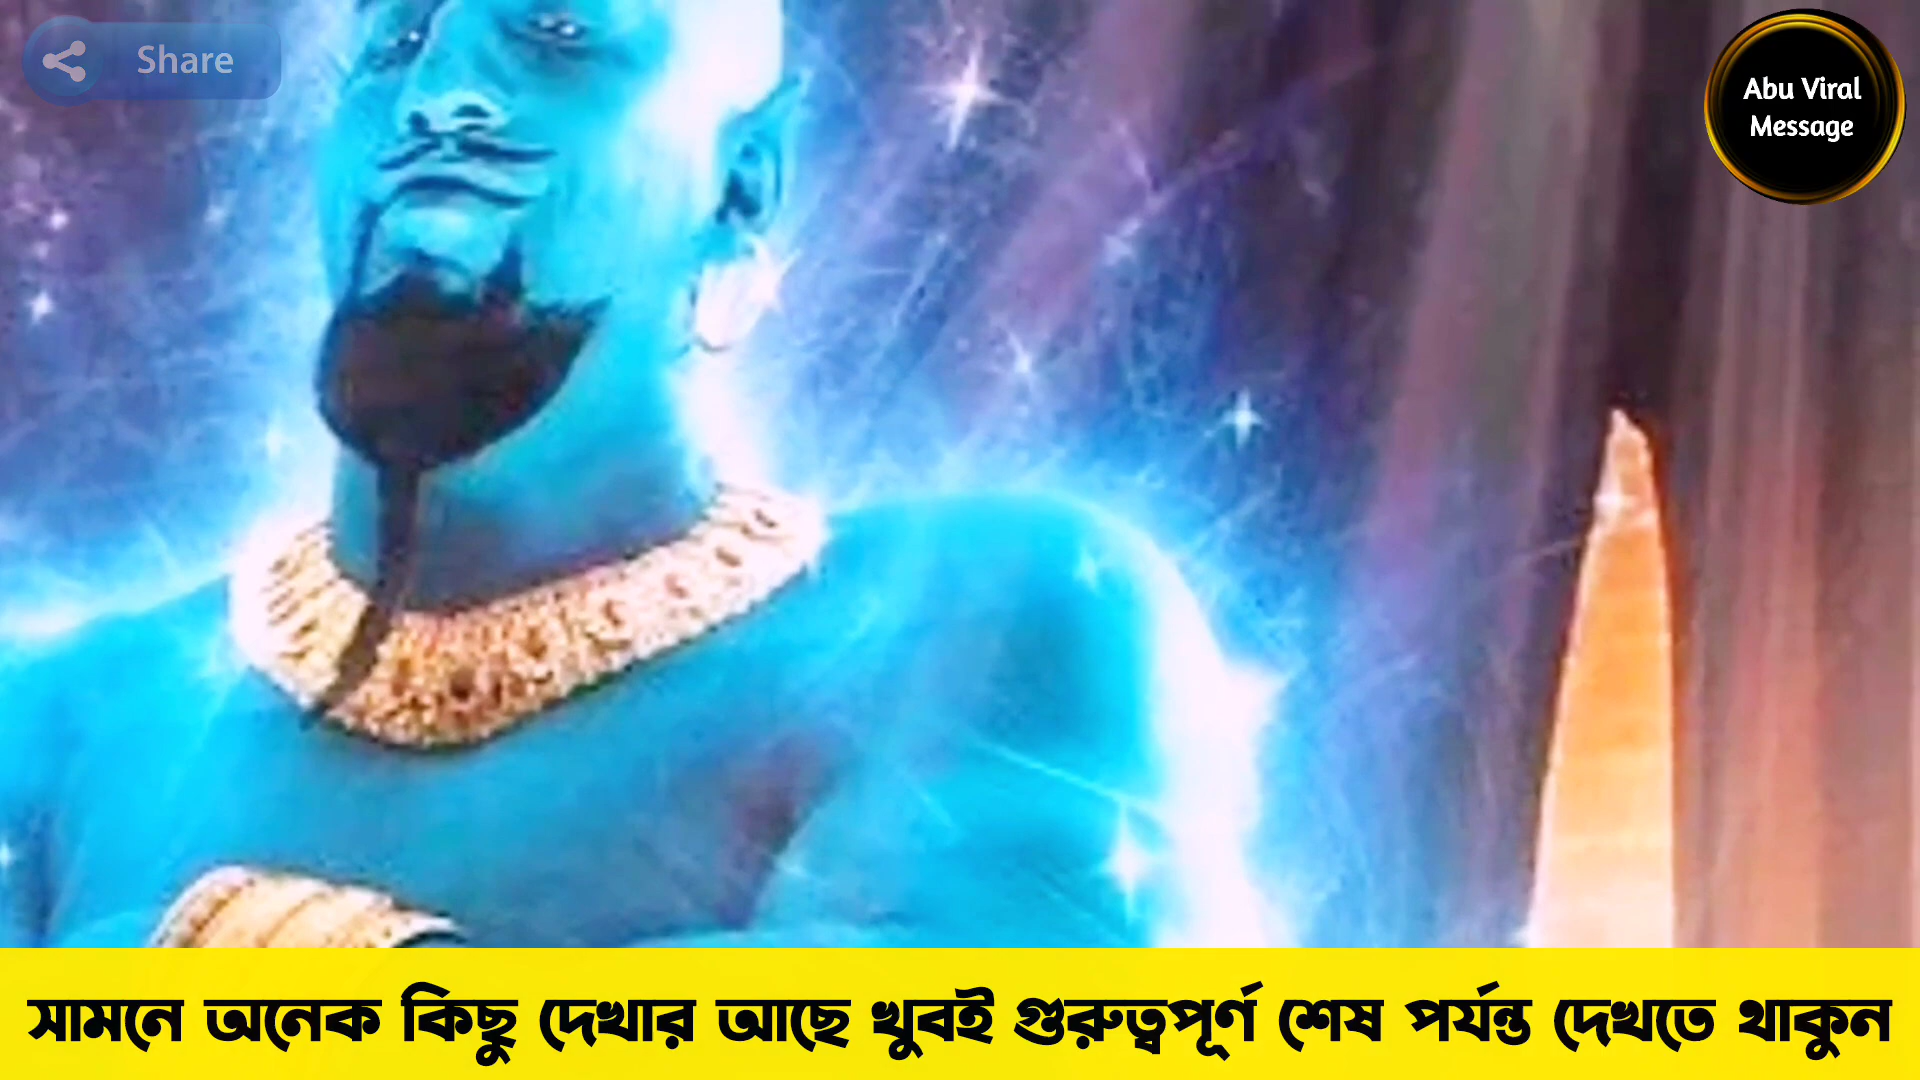 Share
Abu Viral
Message
সামনে অনেক কিছু দেখার আছে খুবই গুরুত্বপূর্ণ শেষ পর্যন্ত দেখতে থাকুন